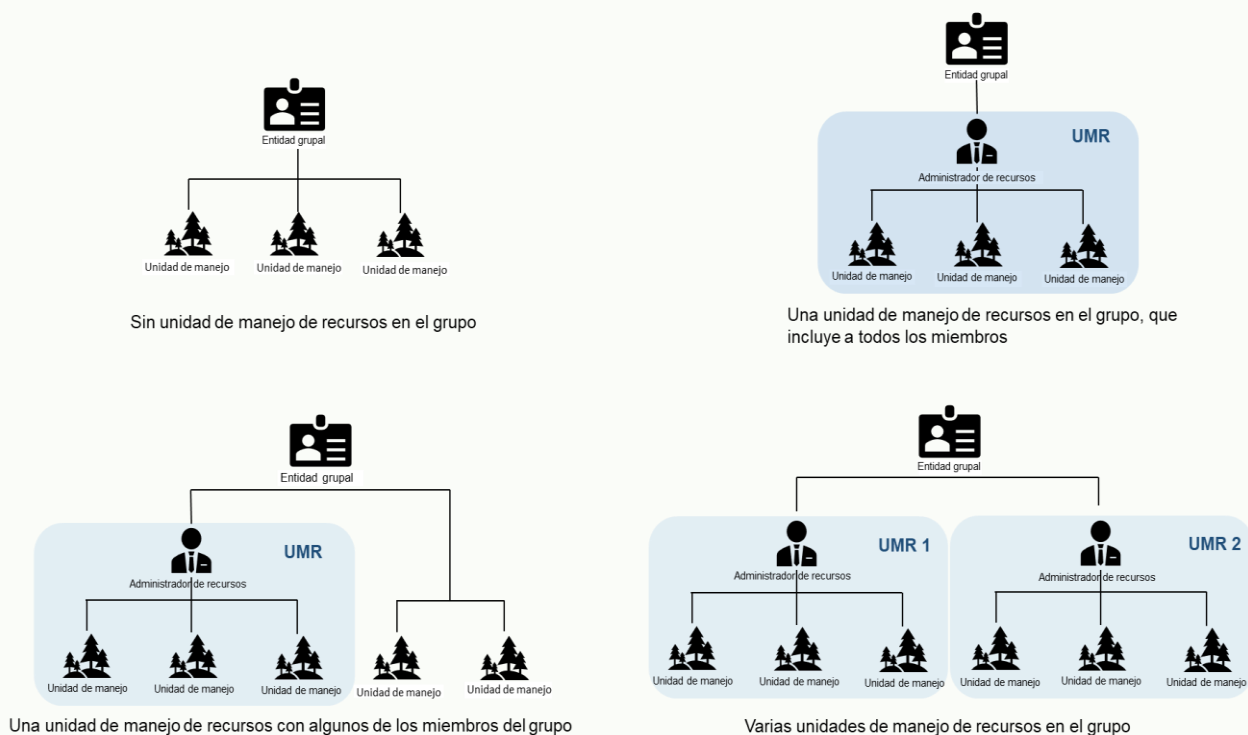 Entidad grupal
Unidad de manejo
Unidad de manejo
Unidad de manejo
Sin unidad de manejo de recursos en el grupo
Entidad grupal
UMR
Administrador de recursos
Unidad de manejo
Unidad de manejo
Unidad de manejo
Una unidad de manejo de recursos en el grupo, que
incluye a todos los miembros
Entidad grupal
UMR
Administrador de recursos
Unidad de manejo
Unidad de manejo
Unidad de manejo
Unidad de manejo
Unidad de manejo
Una unidad de manejo de recursos con algunos de los miembros del grupo
Entidad grupal
UMR 1
Administrador de recursos
Unidad de manejo
Unidad de manejo
Unidad de manejo
UMR 2
Administrador de recursos
Unidad de manejo
Unidad de manejo
Unidad de manejo
Varias unidades de manejo de recursos en el grupo